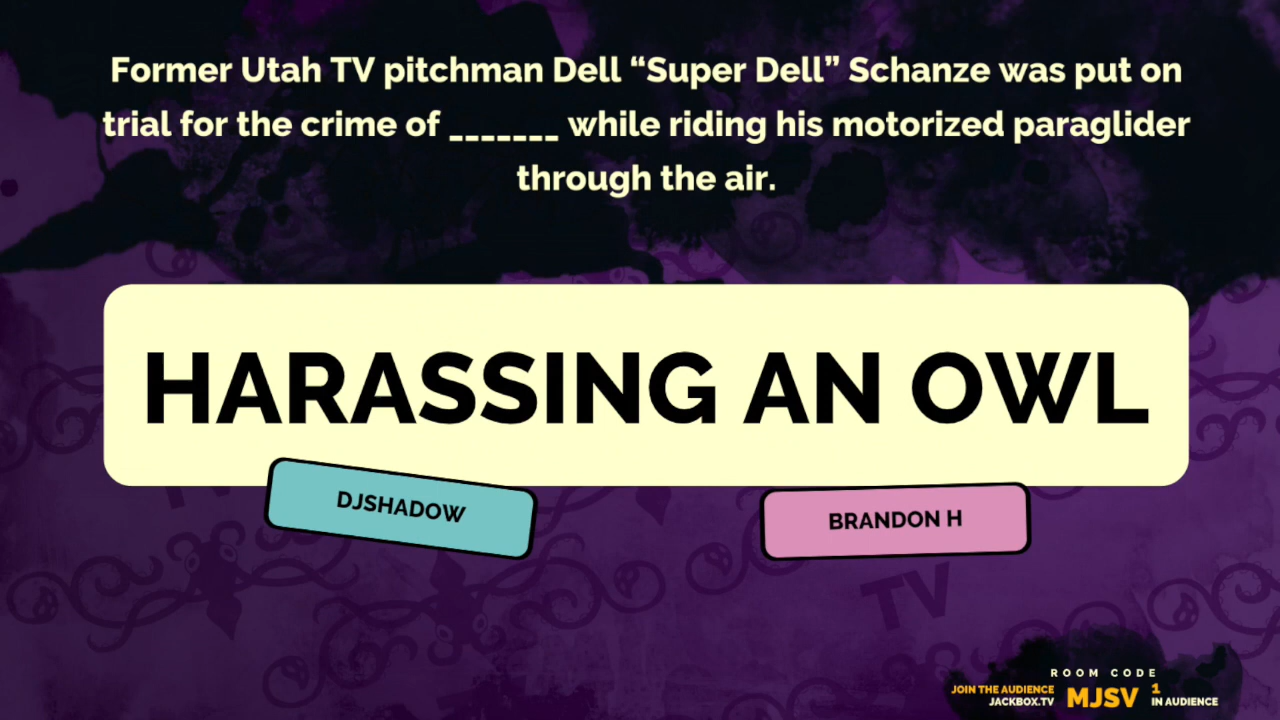 Former Utah TV pitchman Dell “Super Dell” Schanze was put on
trial for the crime of _______ while riding his motorized paraglider
through the air.
HARASSING AN OWL
DJSHADOW
BRANDON H
TV
ROOM CODE
JOIN THE AUDIENCE
JACKBOX.TV
MJSV
1
IN AUDIENCE